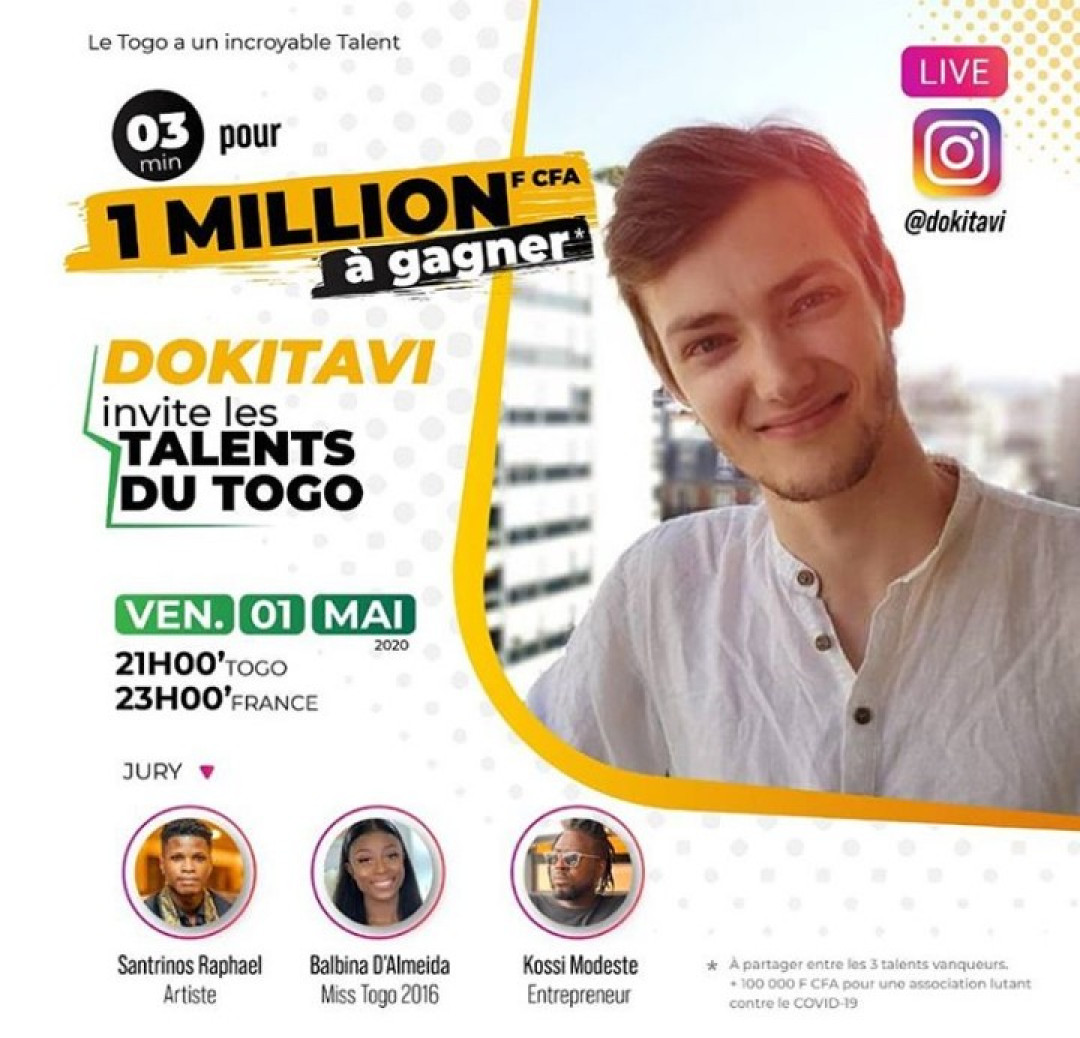 Le Togo a un incroyable Talent
03 min pour
1 MILLION F CFA
à gagner*
DOKITAVI
invite les
TALENTS
DU TOGO
VEN. 01 MAI
2020
21H00' TOGO
23H00' FRANCE
LIVE
@dokitavi
JURY
Santrinos Raphael
Artiste
Balbina D'Almeida
Miss Togo 2016
Kossi Modeste
Entrepreneur
* À partager entre les 3 talents vanqueurs.
+ 100 000 F CFA pour une association lutant
contre le COVID-19